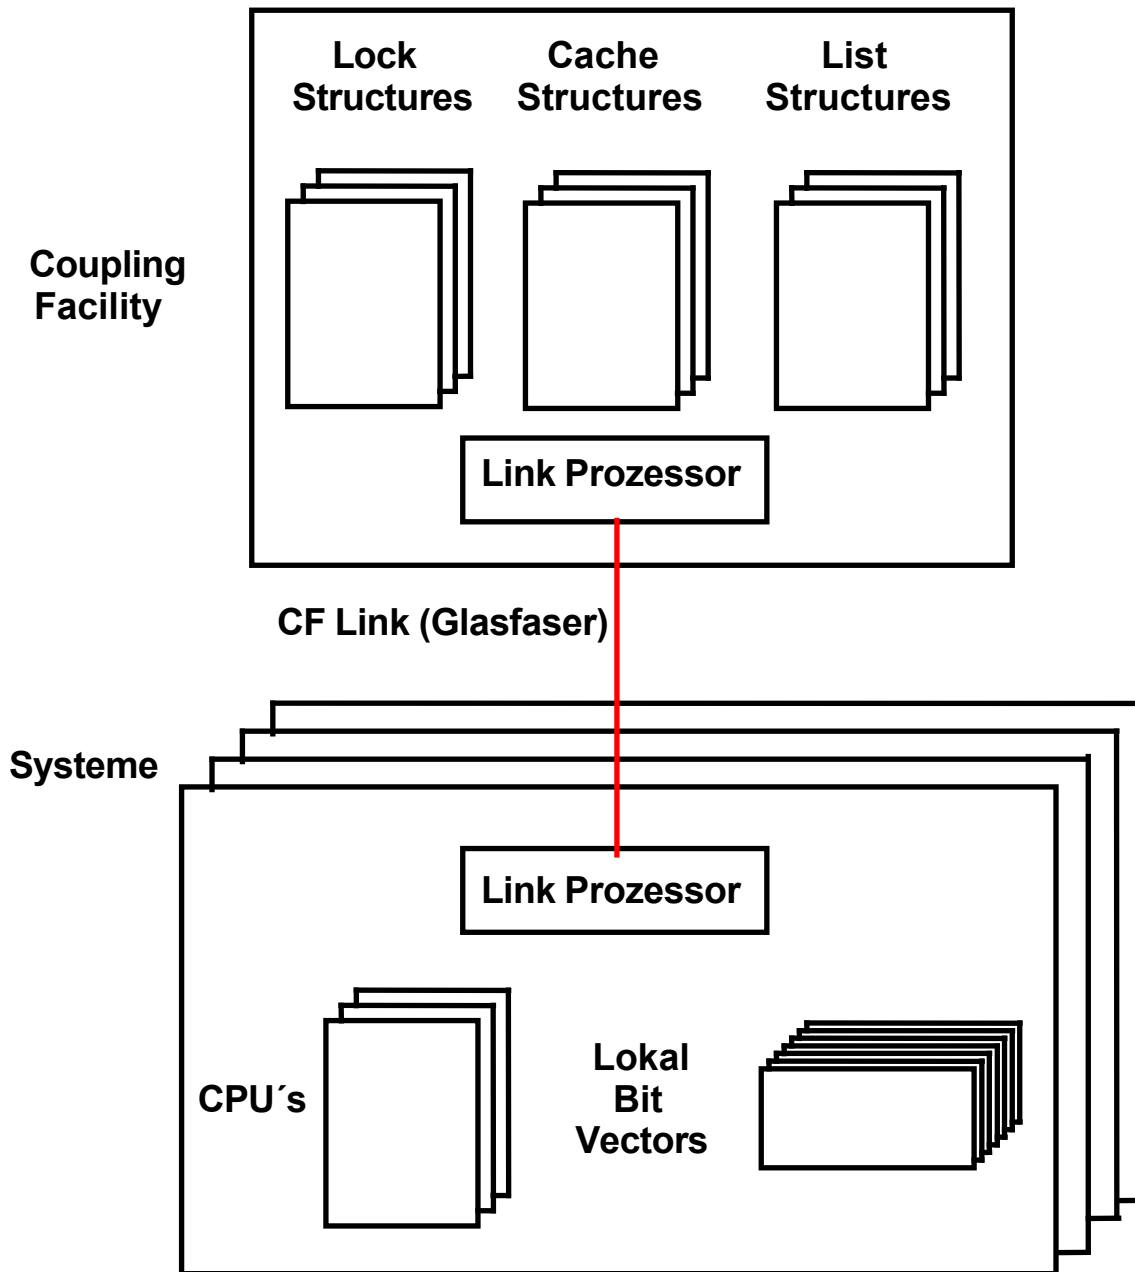 Lock
Structures
Cache
Structures
List
Structures
Coupling
Facility
Link Prozessor
CF Link (Glasfaser)
Systeme
Link Prozessor
CPU´s
Lokal
Bit
Vectors